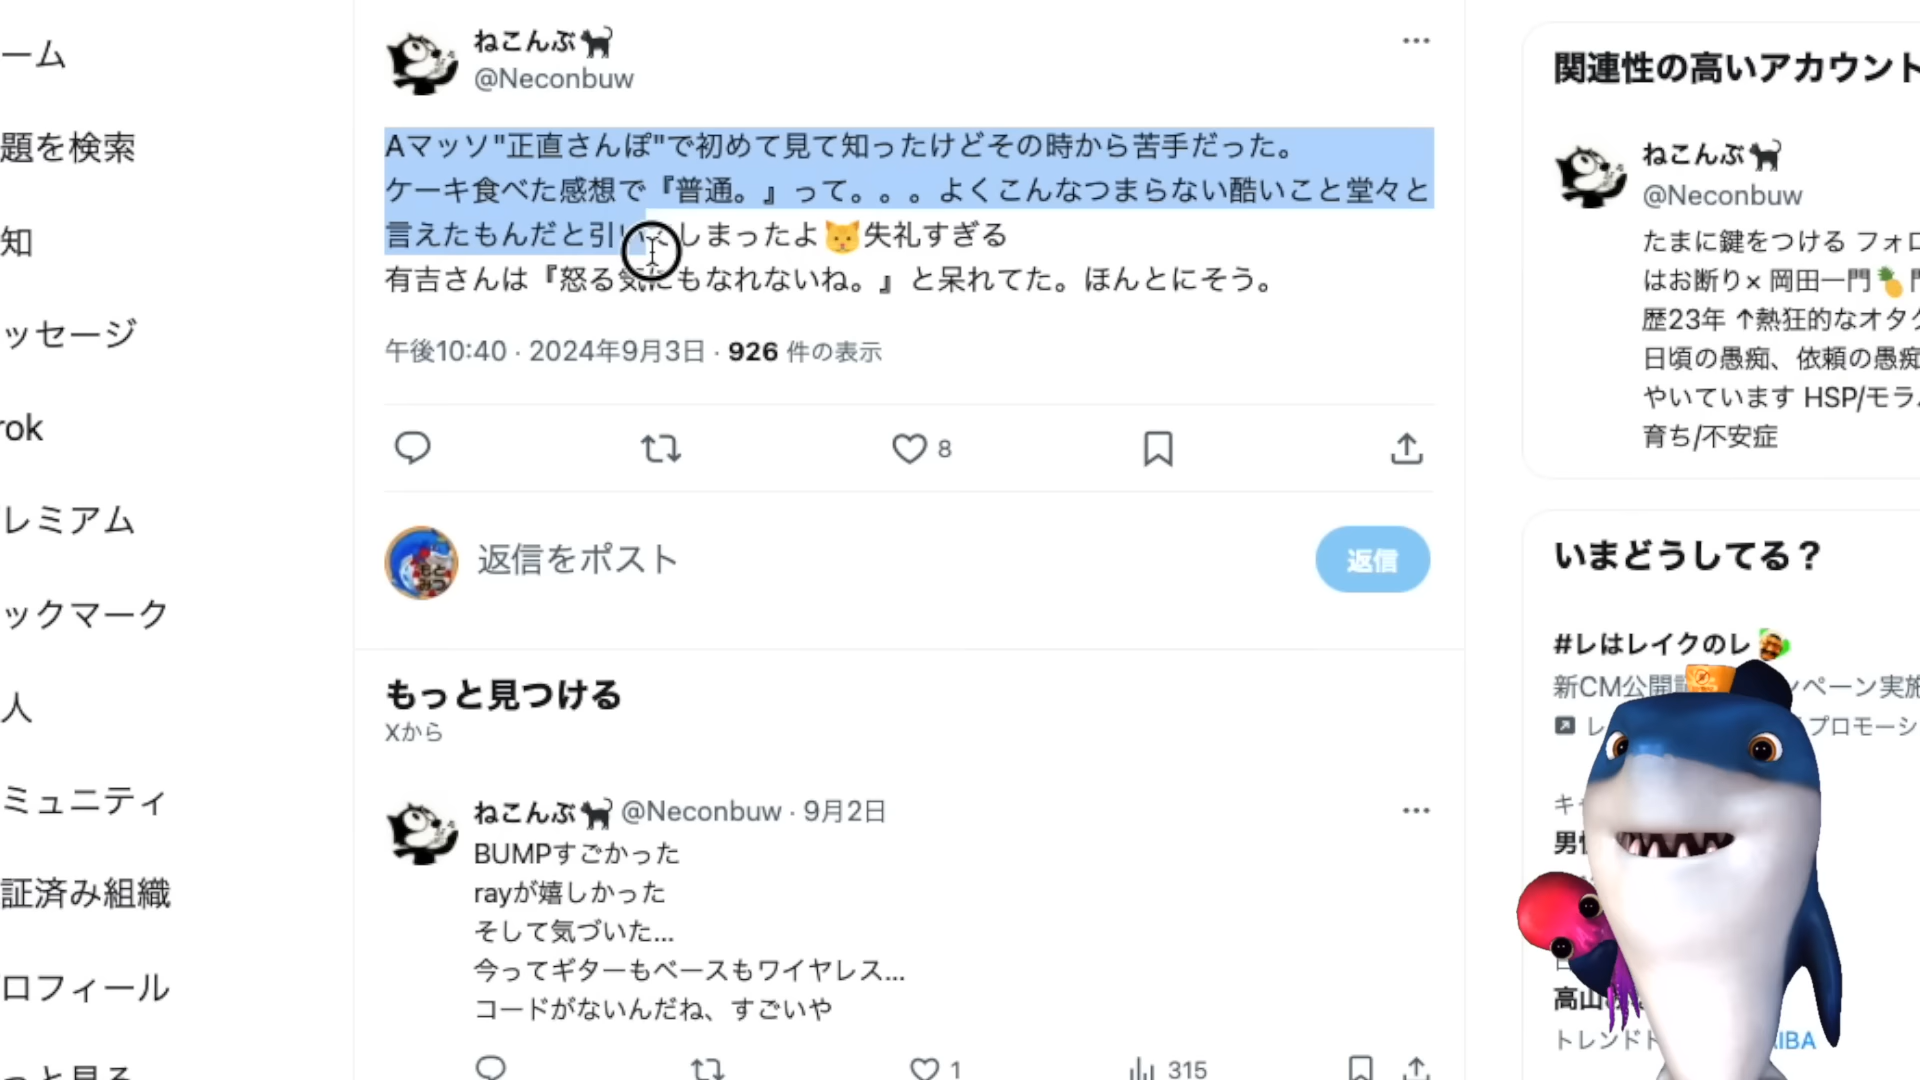 ーム
題を検索
知
ッセージ
rok
レミアム
ックマーク
人
ミュニティ
証済み組織
ロフィール
っと見る
ねこんぶ🐈‍⬛
@Neconbuw
Aマッソ"正直さんぽ"で初めて見て知ったけどその時から苦手だった。
ケーキ食べた感想で『普通。』って。。。よくこんなつまらない酷いこと堂々と
言えたもんだと引いてしまったよ🐱失礼すぎる
有吉さんは『怒る気にもなれないね。』と呆れてた。ほんとにそう。
午後10:40 · 2024年9月3日 · 926 件の表示
8
返信をポスト
返信
もっと見つける
Xから
ねこんぶ🐈‍⬛ @Neconbuw · 9月2日
BUMPすごかった
rayが嬉しかった
そして気づいた...
今ってギターもベースもワイヤレス...
コードがないんだね、すごいや
1
315
関連性の高いアカウント
ねこんぶ🐈‍⬛
@Neconbuw
たまに鍵をつける フォロ
はお断り× 岡田一門🍍門
歴23年 ↑熱狂的なオタク
日頃の愚痴、依頼の愚痴
やいています HSP/モラ
育ち/不安症
いまどうしてる？
#レはレイクのレ
新CM公開 ンペーン実施
レ プロモーシ
キ
男
高山
トレンド IBA